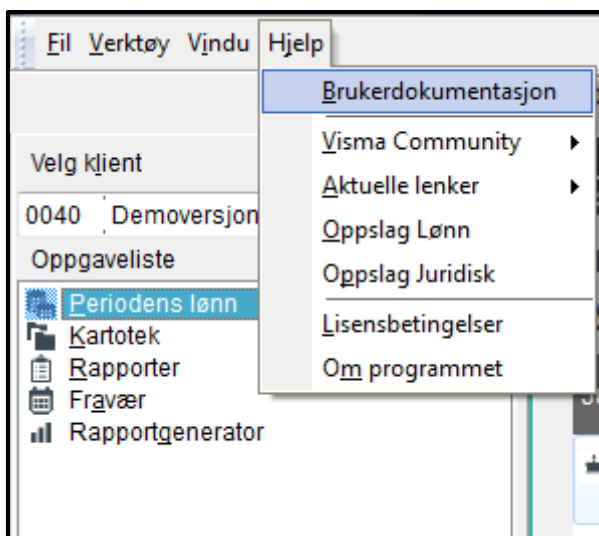 Fil Verktøy Vindu Hjelp
Brukerdokumentasjon
Visma Community
Aktuelle lenker
Oppslag Lønn
Oppslag Juridisk
Lisensbetingelser
Om programmet
Velg klient
0040 Demoversjon
Oppgaveliste
Periodens lønn
Kartotek
Rapporter
Fravær
Rapportgenerator